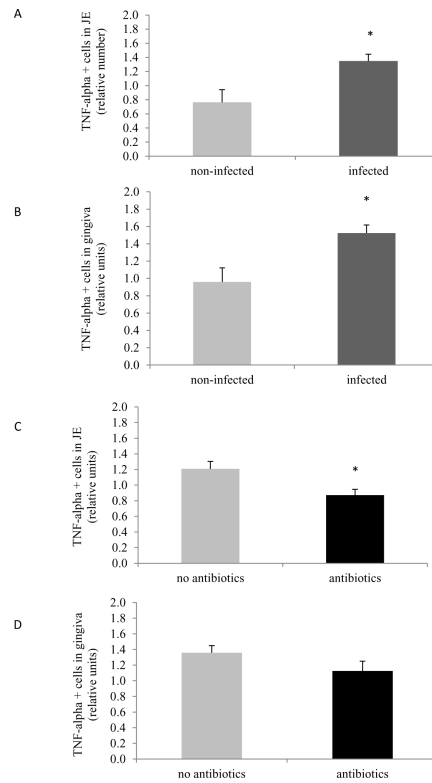 A
TNF-alpha + cells in JE
(relative number)
2.0
1.8
1.6
1.4
1.2
1.0
0.8
0.6
0.4
0.2
0.0
*
non-infected
infected
B
TNF-alpha + cells in gingiva
(relative units)
2.0
1.8
1.6
1.4
1.2
1.0
0.8
0.6
0.4
0.2
0.0
*
non-infected
infected
C
TNF-alpha + cells in JE
(relative units)
2.0
1.8
1.6
1.4
1.2
1.0
0.8
0.6
0.4
0.2
0.0
*
no antibiotics
antibiotics
D
TNF-alpha + cells in gingiva
(relative units)
2.0
1.8
1.6
1.4
1.2
1.0
0.8
0.6
0.4
0.2
0.0
no antibiotics
antibiotics